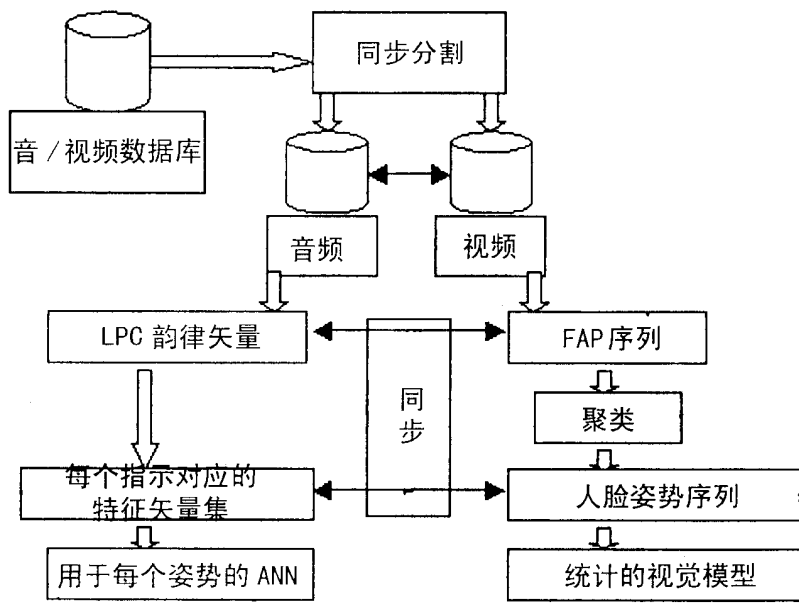 同步分割
音／视频数据库
音频
视频
LPC 韵律矢量
FAP序列
同
步
聚类
每个指示对应的
特征矢量集
人脸姿势序列
用于每个姿势的 ANN
统计的视觉模型